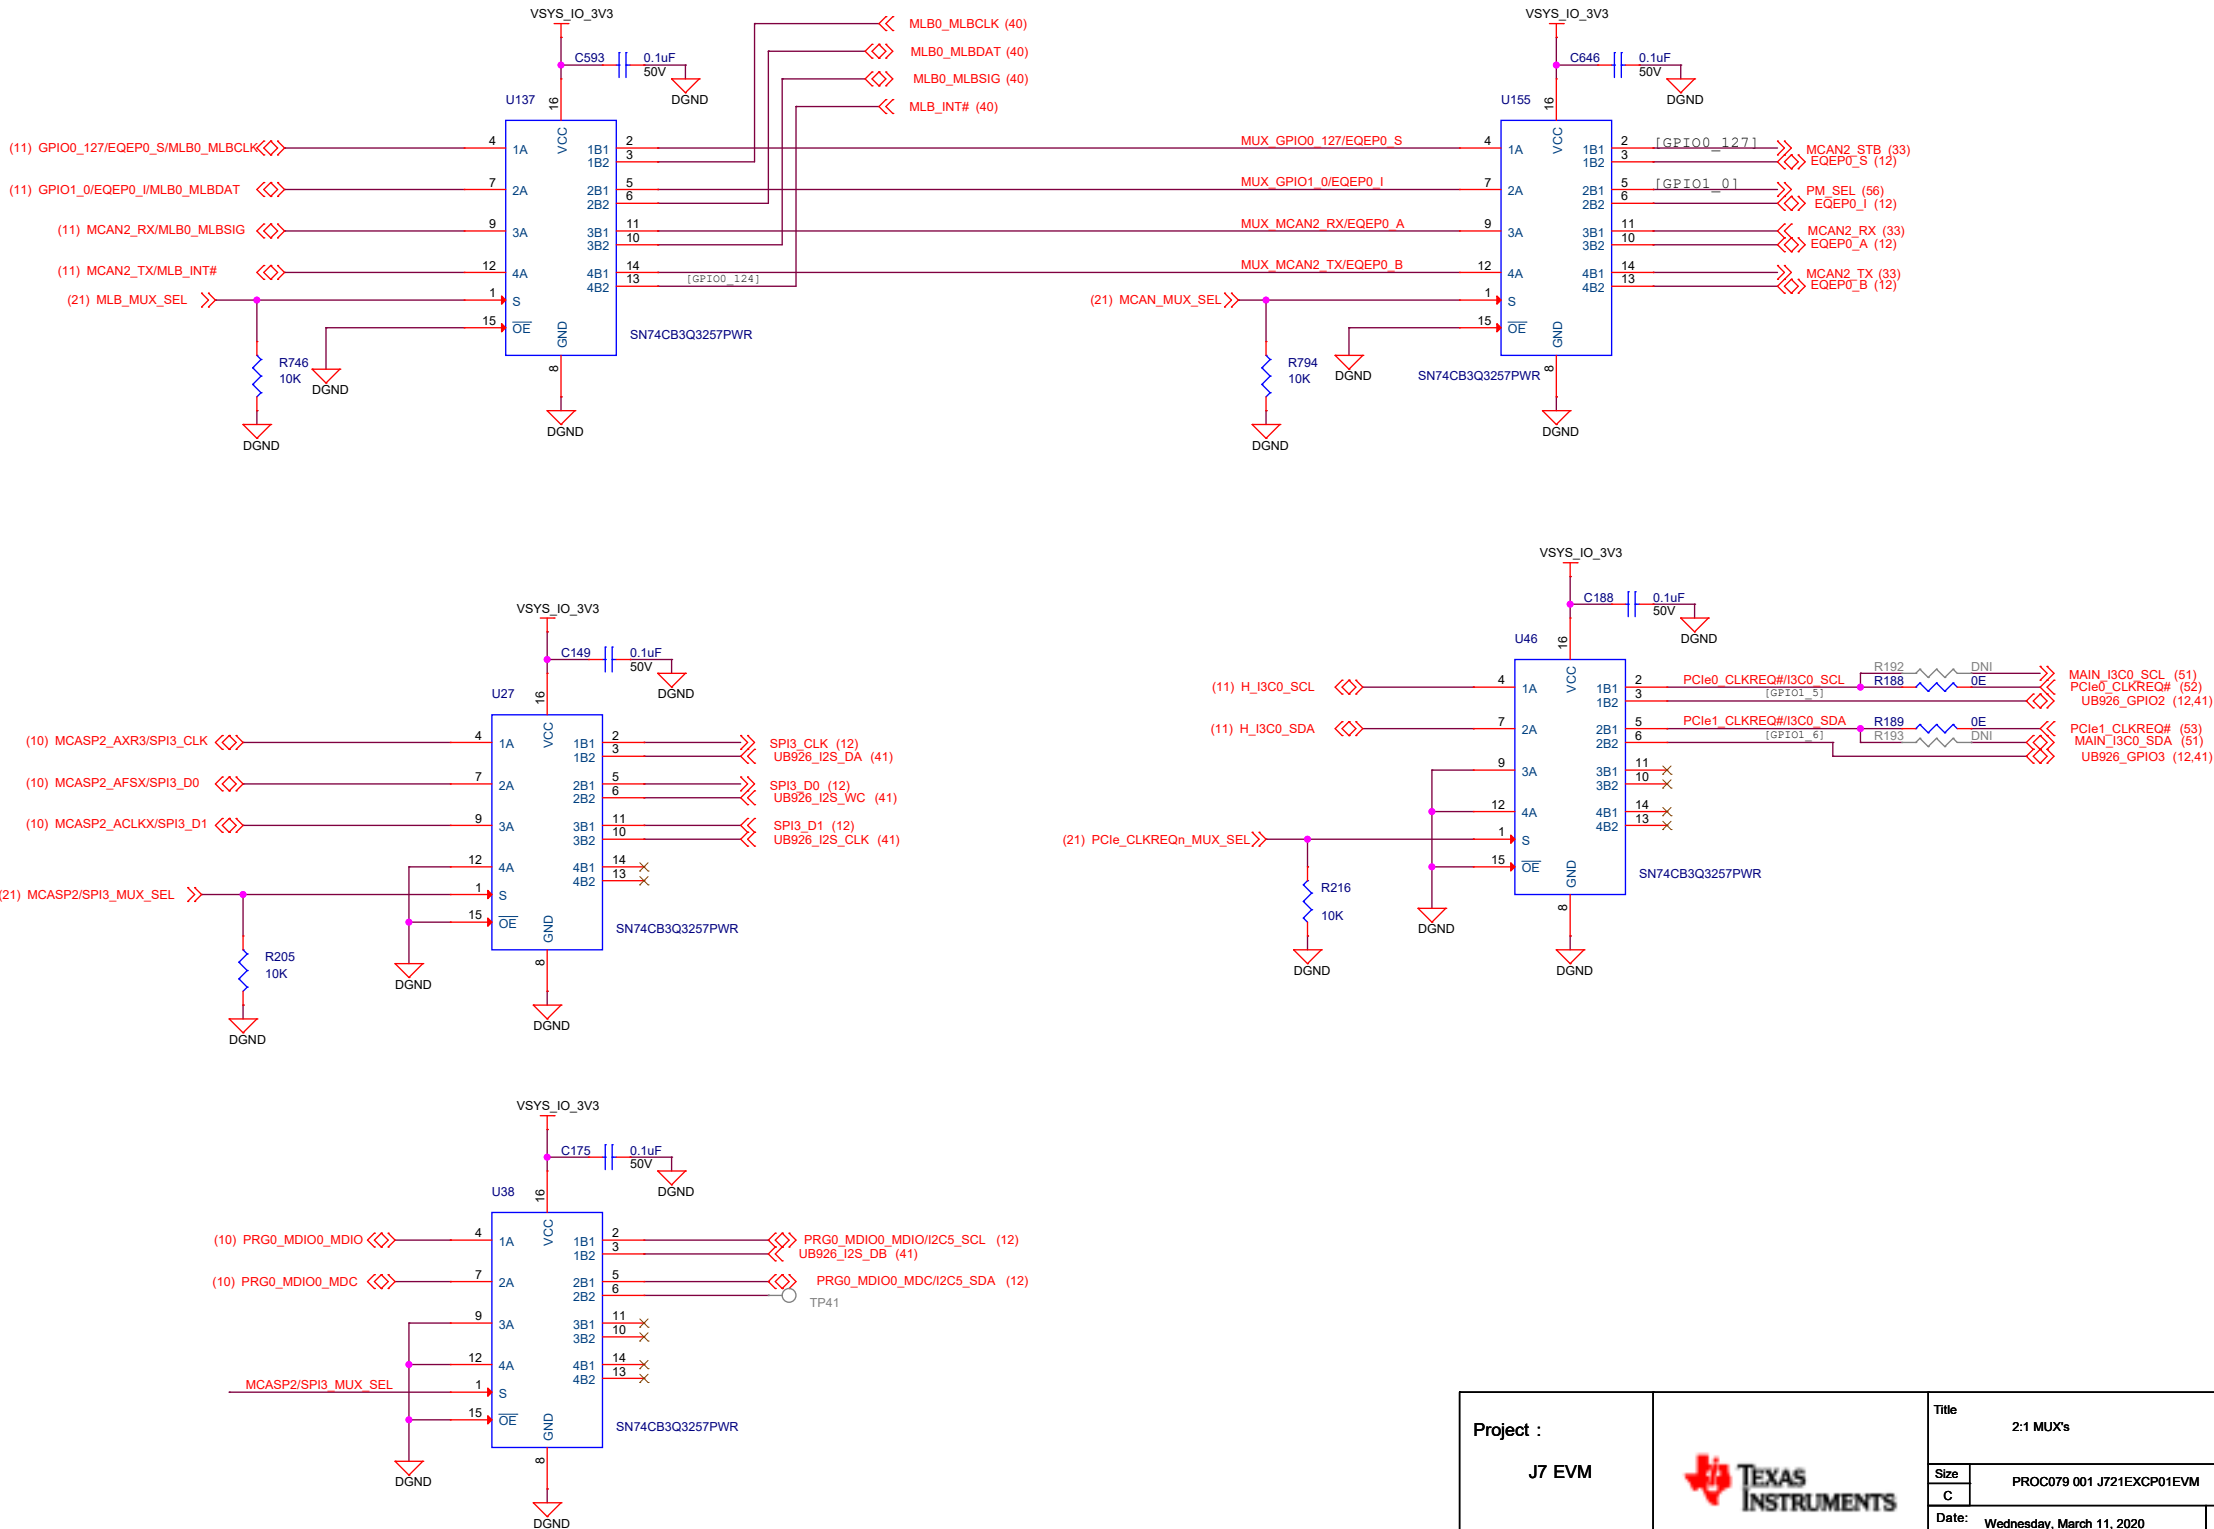 VSYS_IO_3V3
C593
0.1uF
50V
DGND
U137
16
VCC
MLB0_MLBCLK (40)
MLB0_MLBDAT (40)
MLB0_MLBSIG (40)
MLB_INT# (40)
(11) GPIO0_127/EQEP0_S/MLB0_MLBCLK
4
1A
1B1
2
1B2
3
(11) GPIO1_0/EQEP0_I/MLB0_MLBDAT
7
2A
2B1
5
2B2
6
(11) MCAN2_RX/MLB0_MLBSIG
9
3A
3B1
11
3B2
10
(11) MCAN2_TX/MLB_INT#
12
4A
4B1
14
4B2
13
[GPIO0_124]
(21) MLB_MUX_SEL
1
S
15
OE
GND
8
SN74CB3Q3257PWR
R746
10K
DGND
DGND
DGND
VSYS_IO_3V3
C646
0.1uF
50V
DGND
U155
16
VCC
MUX_GPIO0_127/EQEP0_S
4
1A
1B1
2
[GPIO0_127]
MCAN2_STB (33)
1B2
3
EQEP0_S (12)
MUX_GPIO1_0/EQEP0_I
7
2A
2B1
5
[GPIO1_0]
PM_SEL (56)
2B2
6
EQEP0_I (12)
MUX_MCAN2_RX/EQEP0_A
9
3A
3B1
11
MCAN2_RX (33)
3B2
10
EQEP0_A (12)
MUX_MCAN2_TX/EQEP0_B
12
4A
4B1
14
MCAN2_TX (33)
4B2
13
EQEP0_B (12)
(21) MCAN_MUX_SEL
1
S
15
OE
GND
8
SN74CB3Q3257PWR
R794
10K
DGND
DGND
DGND
VSYS_IO_3V3
C149
0.1uF
50V
DGND
U27
16
VCC
(10) MCASP2_AXR3/SPI3_CLK
4
1A
1B1
2
SPI3_CLK (12)
1B2
3
UB926_I2S_DA (41)
(10) MCASP2_AFSX/SPI3_D0
7
2A
2B1
5
SPI3_D0 (12)
2B2
6
UB926_I2S_WC (41)
(10) MCASP2_ACLKX/SPI3_D1
9
3A
3B1
11
SPI3_D1 (12)
3B2
10
UB926_I2S_CLK (41)
12
4A
4B1
14
4B2
13
(21) MCASP2/SPI3_MUX_SEL
1
S
15
OE
GND
8
SN74CB3Q3257PWR
R205
10K
DGND
DGND
DGND
VSYS_IO_3V3
C188
0.1uF
50V
DGND
U46
16
VCC
(11) H_I3C0_SCL
4
1A
1B1
2
PCIe0_CLKREQ#/I3C0_SCL
1B2
3
[GPIO1_5]
R192
DNI
MAIN_I3C0_SCL (51)
R188
0E
PCIe0_CLKREQ# (52)
UB926_GPIO2 (12,41)
(11) H_I3C0_SDA
7
2A
2B1
5
PCIe1_CLKREQ#/I3C0_SDA
2B2
6
[GPIO1_6]
R189
0E
PCIe1_CLKREQ# (53)
R193
DNI
MAIN_I3C0_SDA (51)
UB926_GPIO3 (12,41)
9
3A
3B1
11
3B2
10
12
4A
4B1
14
4B2
13
(21) PCIe_CLKREQn_MUX_SEL
1
S
15
OE
GND
8
SN74CB3Q3257PWR
R216
10K
DGND
DGND
DGND
VSYS_IO_3V3
C175
0.1uF
50V
DGND
U38
16
VCC
(10) PRG0_MDIO0_MDIO
4
1A
1B1
2
PRG0_MDIO0_MDIO/I2C5_SCL (12)
1B2
3
UB926_I2S_DB (41)
(10) PRG0_MDIO0_MDC
7
2A
2B1
5
PRG0_MDIO0_MDC/I2C5_SDA (12)
2B2
6
TP41
9
3A
3B1
11
3B2
10
12
4A
4B1
14
4B2
13
MCASP2/SPI3_MUX_SEL
1
S
15
OE
GND
8
SN74CB3Q3257PWR
DGND
DGND
Project :
J7 EVM
TEXAS
INSTRUMENTS
Title
2:1 MUX's
Size
C
PROC079 001 J721EXCP01EVM
Date:
Wednesday, March 11, 2020